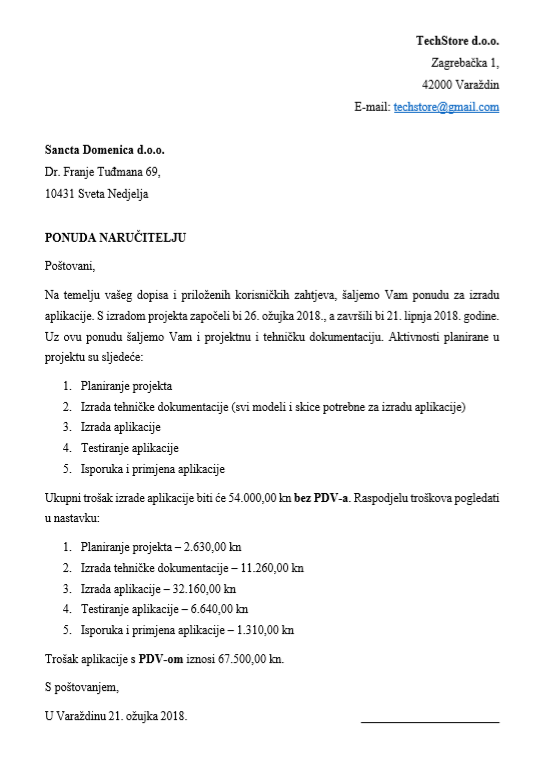 TechStore d.o.o.
Zagrebačka 1,
42000 Varaždin
E-mail: techstore@gmail.com
Sancta Domenica d.o.o.
Dr. Franje Tuđmana 69,
10431 Sveta Nedjelja
PONUDA NARUČITELJU
Poštovani,
Na temelju vašeg dopisa i priloženih korisničkih zahtjeva, šaljemo Vam ponudu za izradu
aplikacije. S izradom projekta započeli bi 26. ožujka 2018., a završili bi 21. lipnja 2018. godine.
Uz ovu ponudu šaljemo Vam i projektnu i tehničku dokumentaciju. Aktivnosti planirane u
projektu su sljedeće:
1. Planiranje projekta
2. Izrada tehničke dokumentacije (svi modeli i skice potrebne za izradu aplikacije)
3. Izrada aplikacije
4. Testiranje aplikacije
5. Isporuka i primjena aplikacije
Ukupni trošak izrade aplikacije biti će 54.000,00 kn bez PDV-a. Raspodjelu troškova pogledati
u nastavku:
1. Planiranje projekta – 2.630,00 kn
2. Izrada tehničke dokumentacije – 11.260,00 kn
3. Izrada aplikacije – 32.160,00 kn
4. Testiranje aplikacije – 6.640,00 kn
5. Isporuka i primjena aplikacije – 1.310,00 kn
Trošak aplikacije s PDV-om iznosi 67.500,00 kn.
S poštovanjem,
U Varaždinu 21. ožujka 2018.